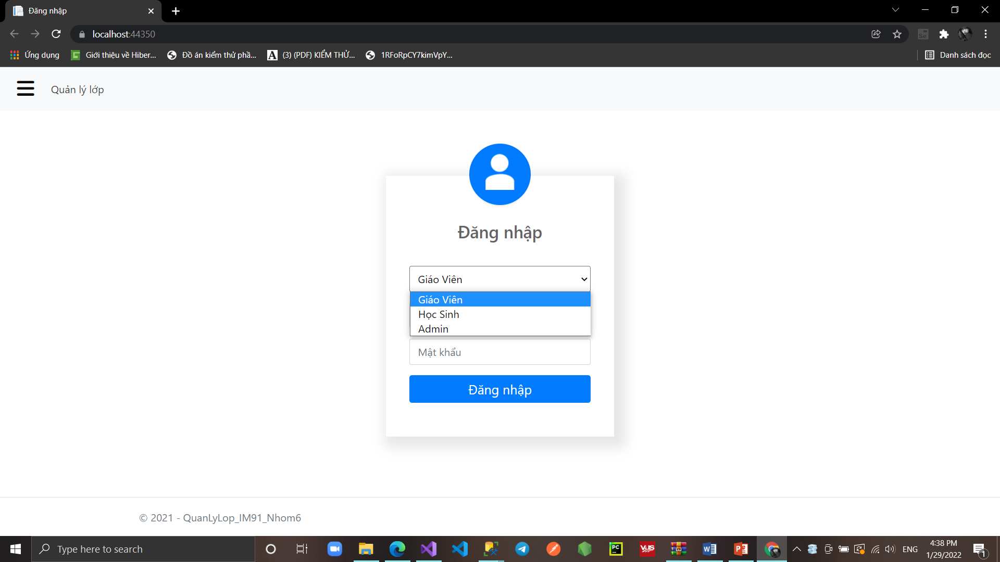 Đăng nhập
localhost:44350
Ứng dụng
Giới thiệu về Hiber...
Đồ án kiểm thử phầ...
(3) (PDF) KIỂM THỬ...
1RFoRpCY7kimVpY...
Danh sách đọc
Quản lý lớp
Đăng nhập
Giáo Viên
Giáo Viên
Học Sinh
Admin
Mật khẩu
Đăng nhập
© 2021 - QuanLyLop_IM91_Nhom6
Type here to search
ENG
4:38 PM
1/29/2022
1